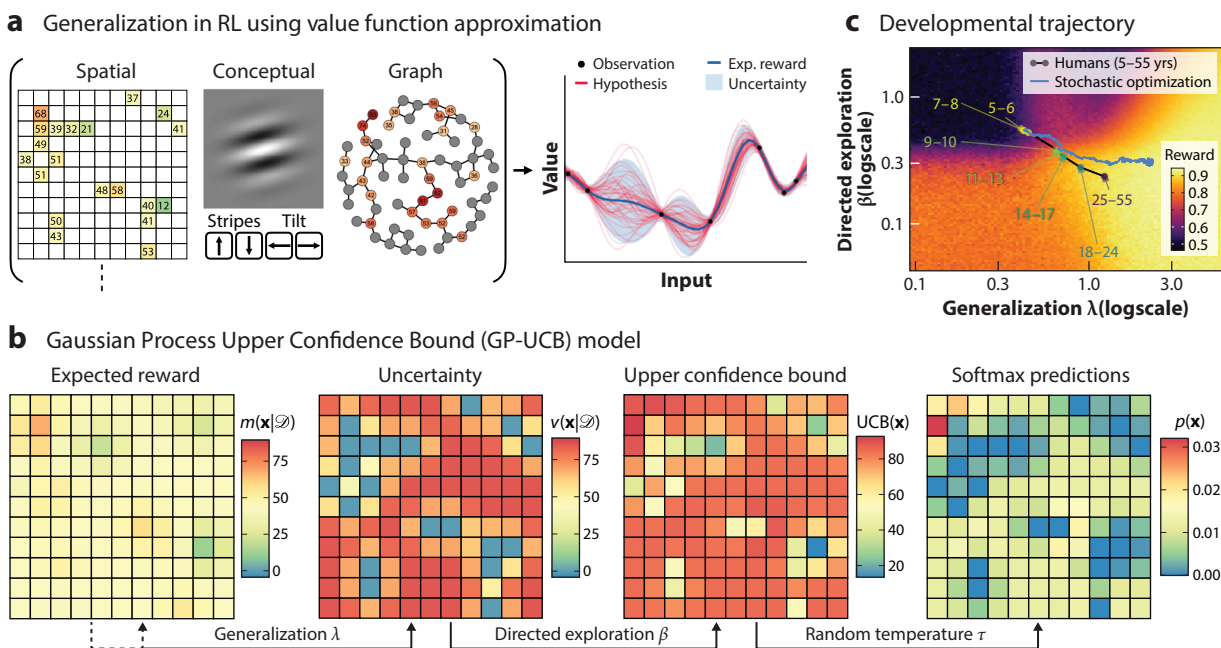 a Generalization in RL using value function approximation
Spatial
37
68
24
59 39 32 21
41
49
38 51
51
48 58
40 12
50
41
43
53
Conceptual
Stripes Tilt
Graph
Observation
Hypothesis
Exp. reward
Uncertainty
Value
Input
c Developmental trajectory
Humans (5–55 yrs)
Stochastic optimization
7–8
5–6
9–10
11–13
14–17
18–24
25–55
Directed exploration
β(logscale)
1.0
0.3
0.1
Reward
0.9
0.8
0.7
0.6
0.5
0.1 0.3 1.0 3.0
Generalization λ(logscale)
b Gaussian Process Upper Confidence Bound (GP-UCB) model
Expected reward
m(x|𝒟)
75
50
25
0
Uncertainty
v(x|𝒟)
75
50
25
0
Upper confidence bound
UCB(x)
80
60
40
20
Softmax predictions
p(x)
0.03
0.02
0.01
0.00
Generalization λ
Directed exploration β
Random temperature τ